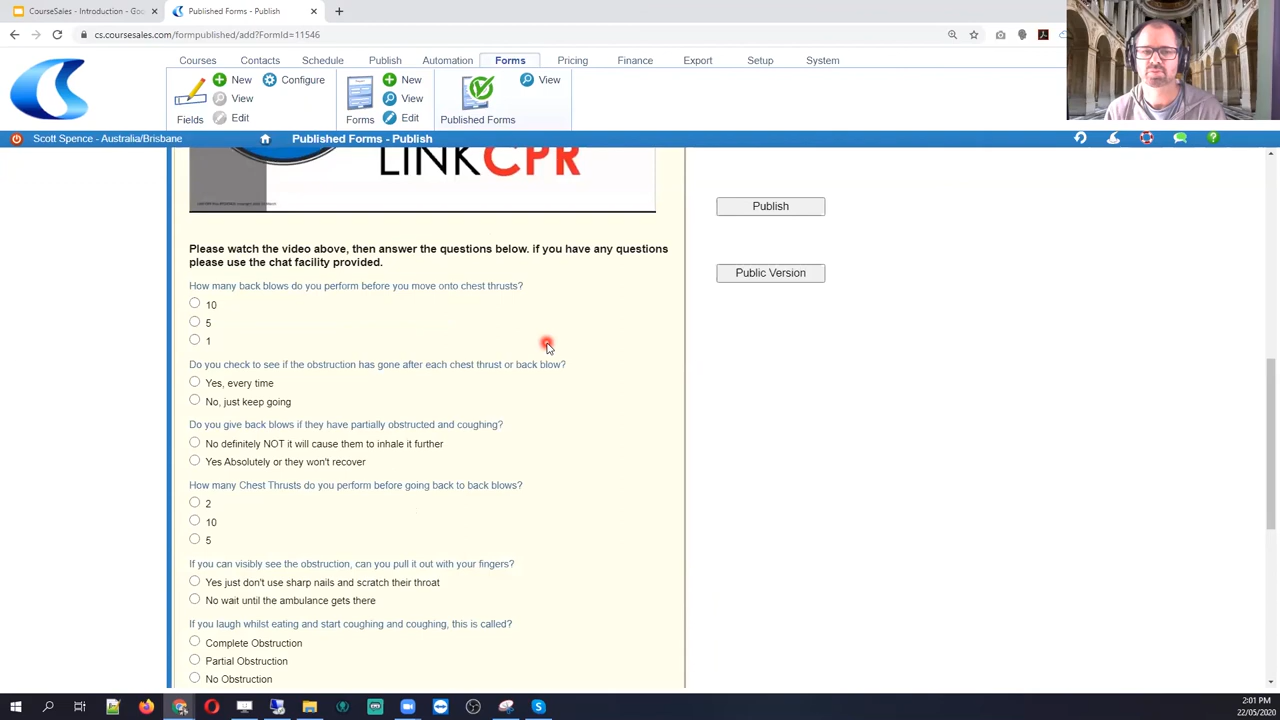 CourseSales - Introduction - Goo
Published Forms - Publish
cs.coursesales.com/formpublished/add?FormId=11546
Courses Contacts Schedule Publish Automation Forms Pricing Finance Export Setup System
New Configure
View
Edit
Fields
New
View
Edit
Forms
View
Published Forms
Scott Spence - Australia/Brisbane
Published Forms - Publish
LINKCPR
Please watch the video above, then answer the questions below. if you have any questions
please use the chat facility provided.
How many back blows do you perform before you move onto chest thrusts?
10
5
1
Do you check to see if the obstruction has gone after each chest thrust or back blow?
Yes, every time
No, just keep going
Do you give back blows if they have partially obstructed and coughing?
No definitely NOT it will cause them to inhale it further
Yes Absolutely or they won't recover
How many Chest Thrusts do you perform before going back to back blows?
2
10
5
If you can visibly see the obstruction, can you pull it out with your fingers?
Yes just don't use sharp nails and scratch their throat
No wait until the ambulance gets there
If you laugh whilst eating and start coughing and coughing, this is called?
Complete Obstruction
Partial Obstruction
No Obstruction
Publish
Public Version
2:01 PM
22/05/2020